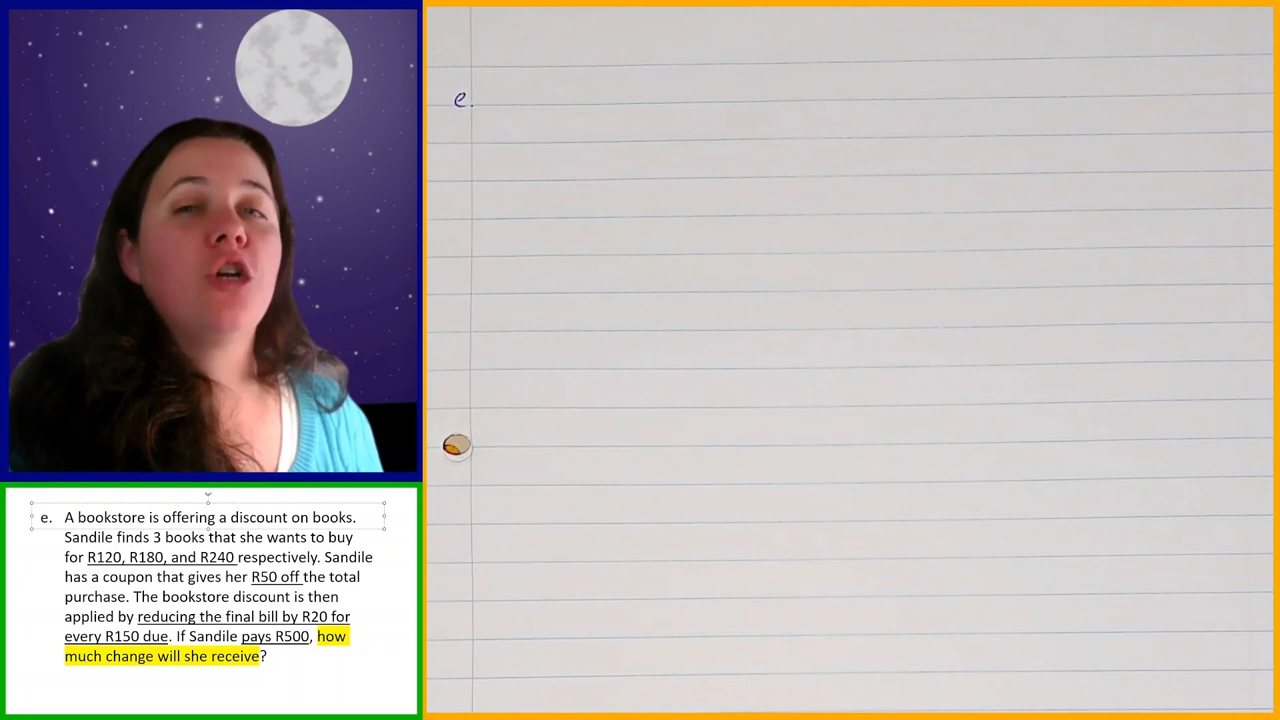 e.
e. A bookstore is offering a discount on books.
Sandile finds 3 books that she wants to buy
for R120, R180, and R240 respectively. Sandile
has a coupon that gives her R50 off the total
purchase. The bookstore discount is then
applied by reducing the final bill by R20 for
every R150 due. If Sandile pays R500, how
much change will she receive?